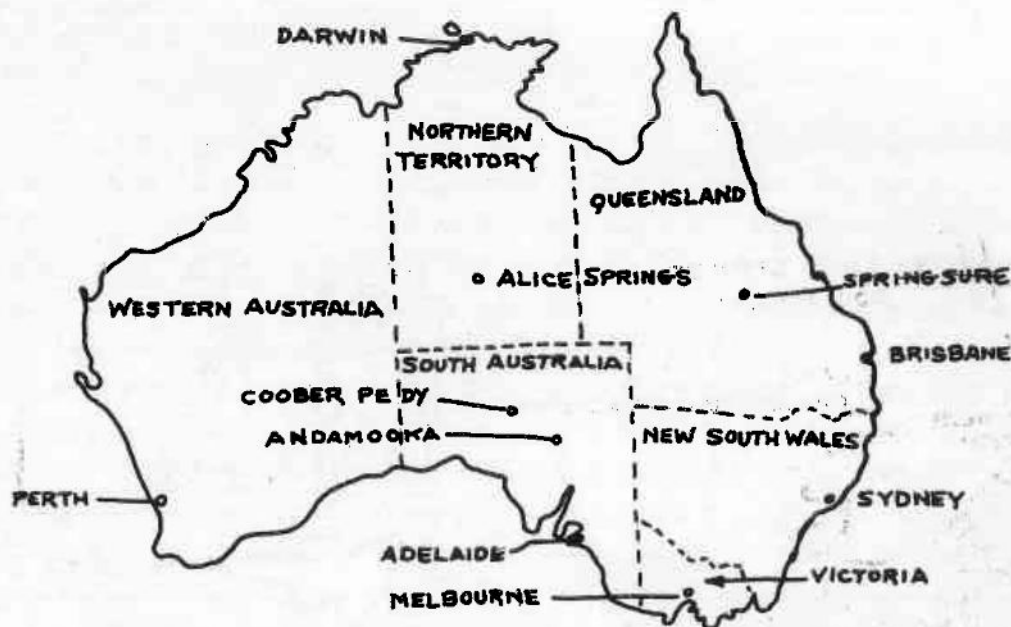 DARWIN
NORTHERN
TERRITORY
QUEENSLAND
ALICE SPRINGS
SPRINGSURE
WESTERN AUSTRALIA
BRISBANE
SOUTH AUSTRALIA
COOBER PEDY
ANDAMOOKA
NEW SOUTH WALES
PERTH
SYDNEY
ADELAIDE
VICTORIA
MELBOURNE